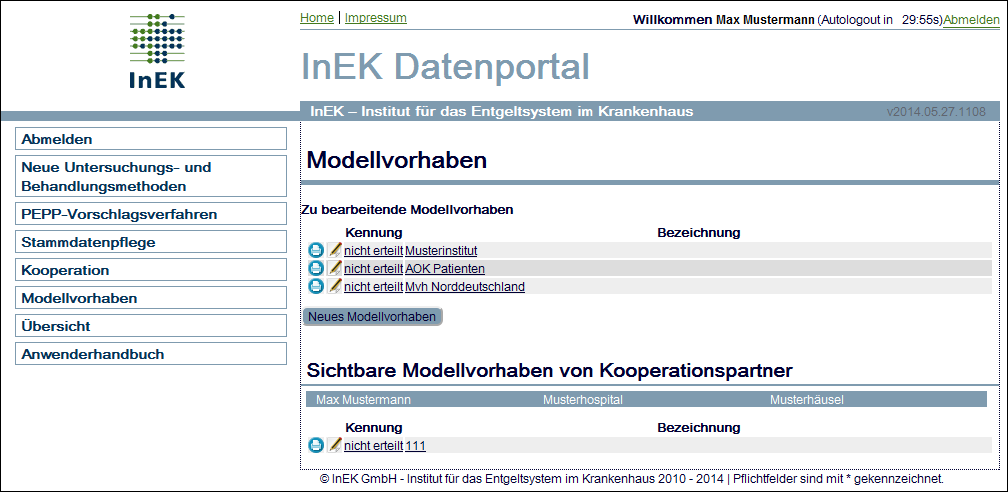 InEK
Home | Impressum
Willkommen Max Mustermann (Autologout in 29:55s)Abmelden
InEK Datenportal
InEK – Institut für das Entgeltsystem im Krankenhaus
v2014.05.27.1108
Abmelden
Neue Untersuchungs- und
Behandlungsmethoden
PEPP-Vorschlagsverfahren
Stammdatenpflege
Kooperation
Modellvorhaben
Übersicht
Anwenderhandbuch
Modellvorhaben
Zu bearbeitende Modellvorhaben
Kennung Bezeichnung
nicht erteilt Musterinstitut
nicht erteilt AOK Patienten
nicht erteilt Mvh Norddeutschland
Neues Modellvorhaben
Sichtbare Modellvorhaben von Kooperationspartner
Max Mustermann Musterhospital Musterhäusel
Kennung Bezeichnung
nicht erteilt 111
© InEK GmbH - Institut für das Entgeltsystem im Krankenhaus 2010 - 2014 | Pflichtfelder sind mit * gekennzeichnet.